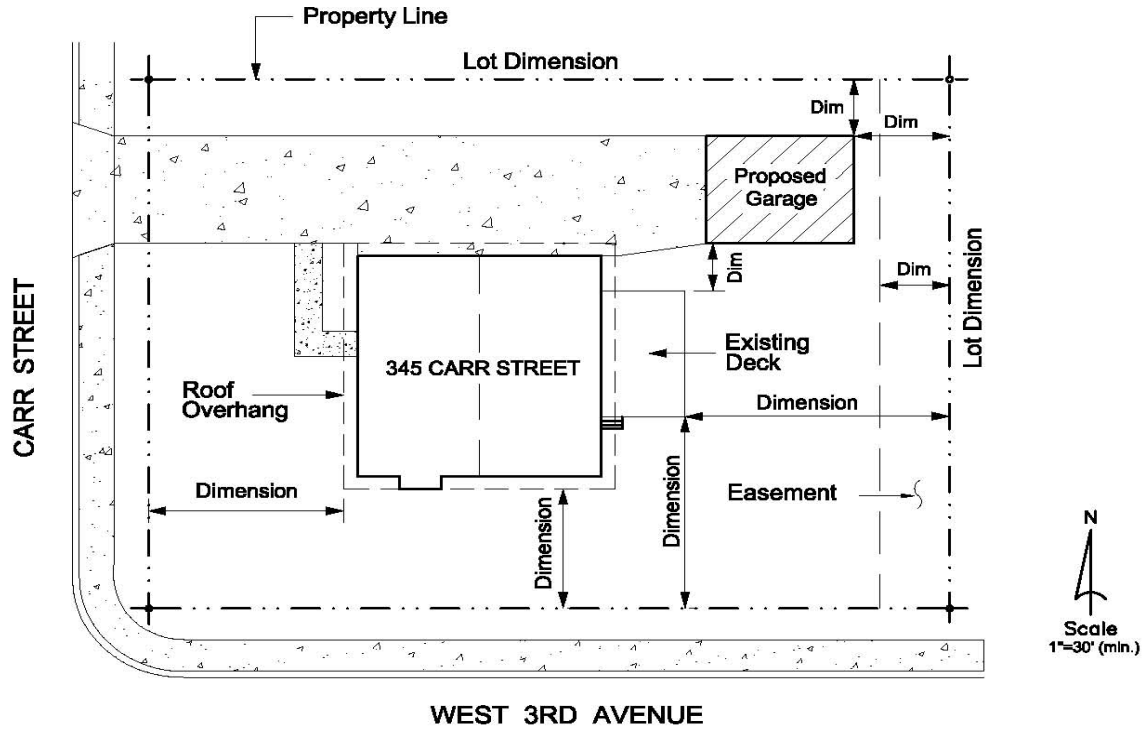 Property Line
Lot Dimension
Dim
Dim
Proposed
Garage
Dim
Dim
Lot Dimension
CARR STREET
345 CARR STREET
Existing
Deck
Roof
Overhang
Dimension
Dimension
Dimension
Dimension
Easement
N
Scale
1"=30' (min.)
WEST 3RD AVENUE